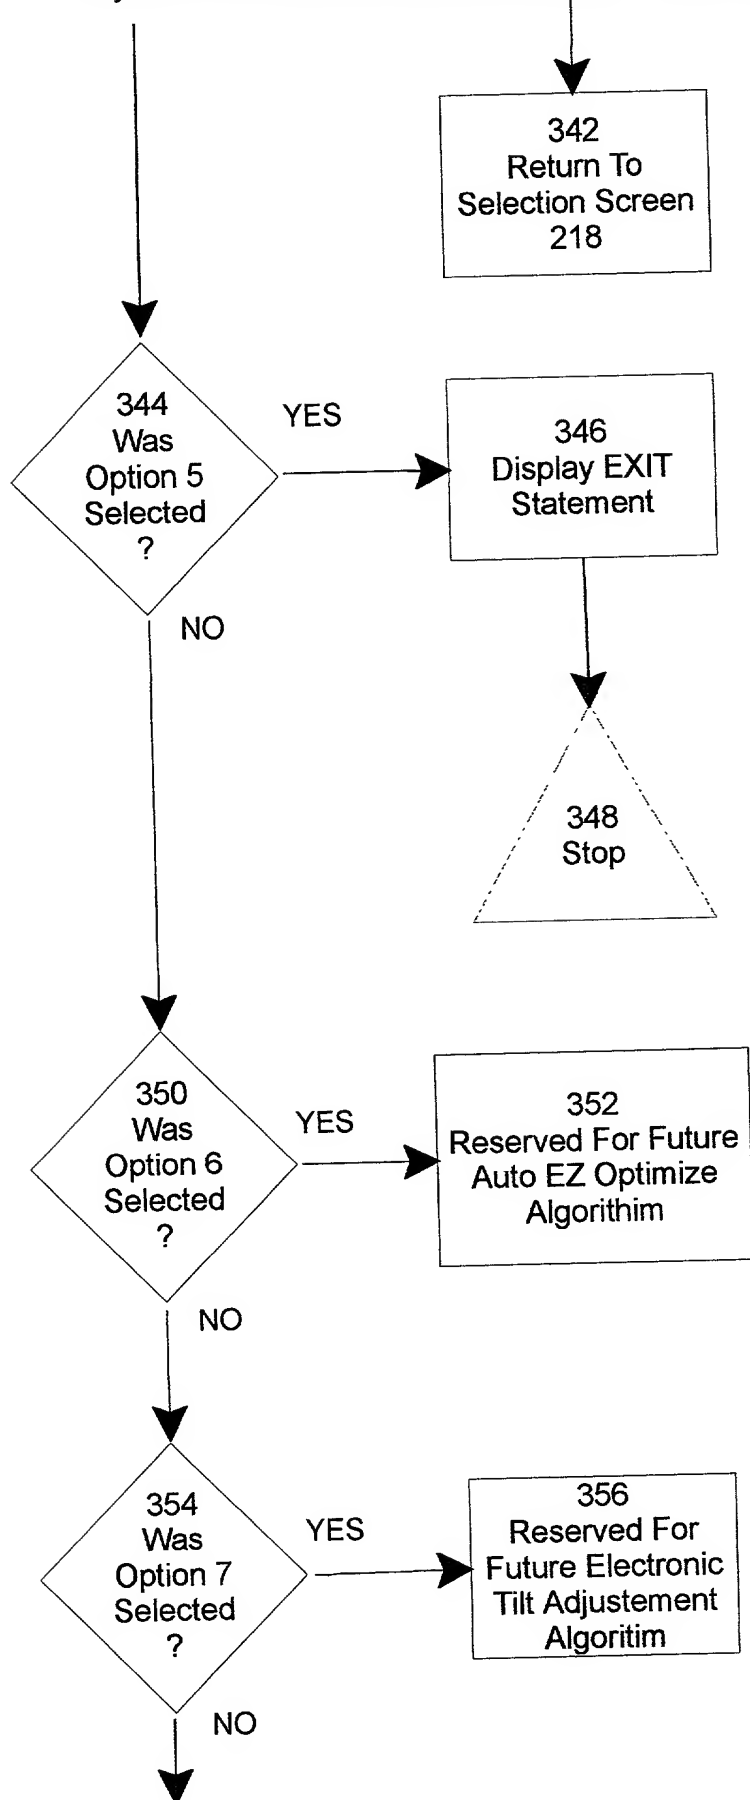 342
Return To
Selection Screen
218
344
Was
Option 5
Selected
?
YES
346
Display EXIT
Statement
NO
348
Stop
350
Was
Option 6
Selected
?
YES
352
Reserved For Future
Auto EZ Optimize
Algorithim
NO
354
Was
Option 7
Selected
?
YES
356
Reserved For
Future Electronic
Tilt Adjustement
Algoritim
NO